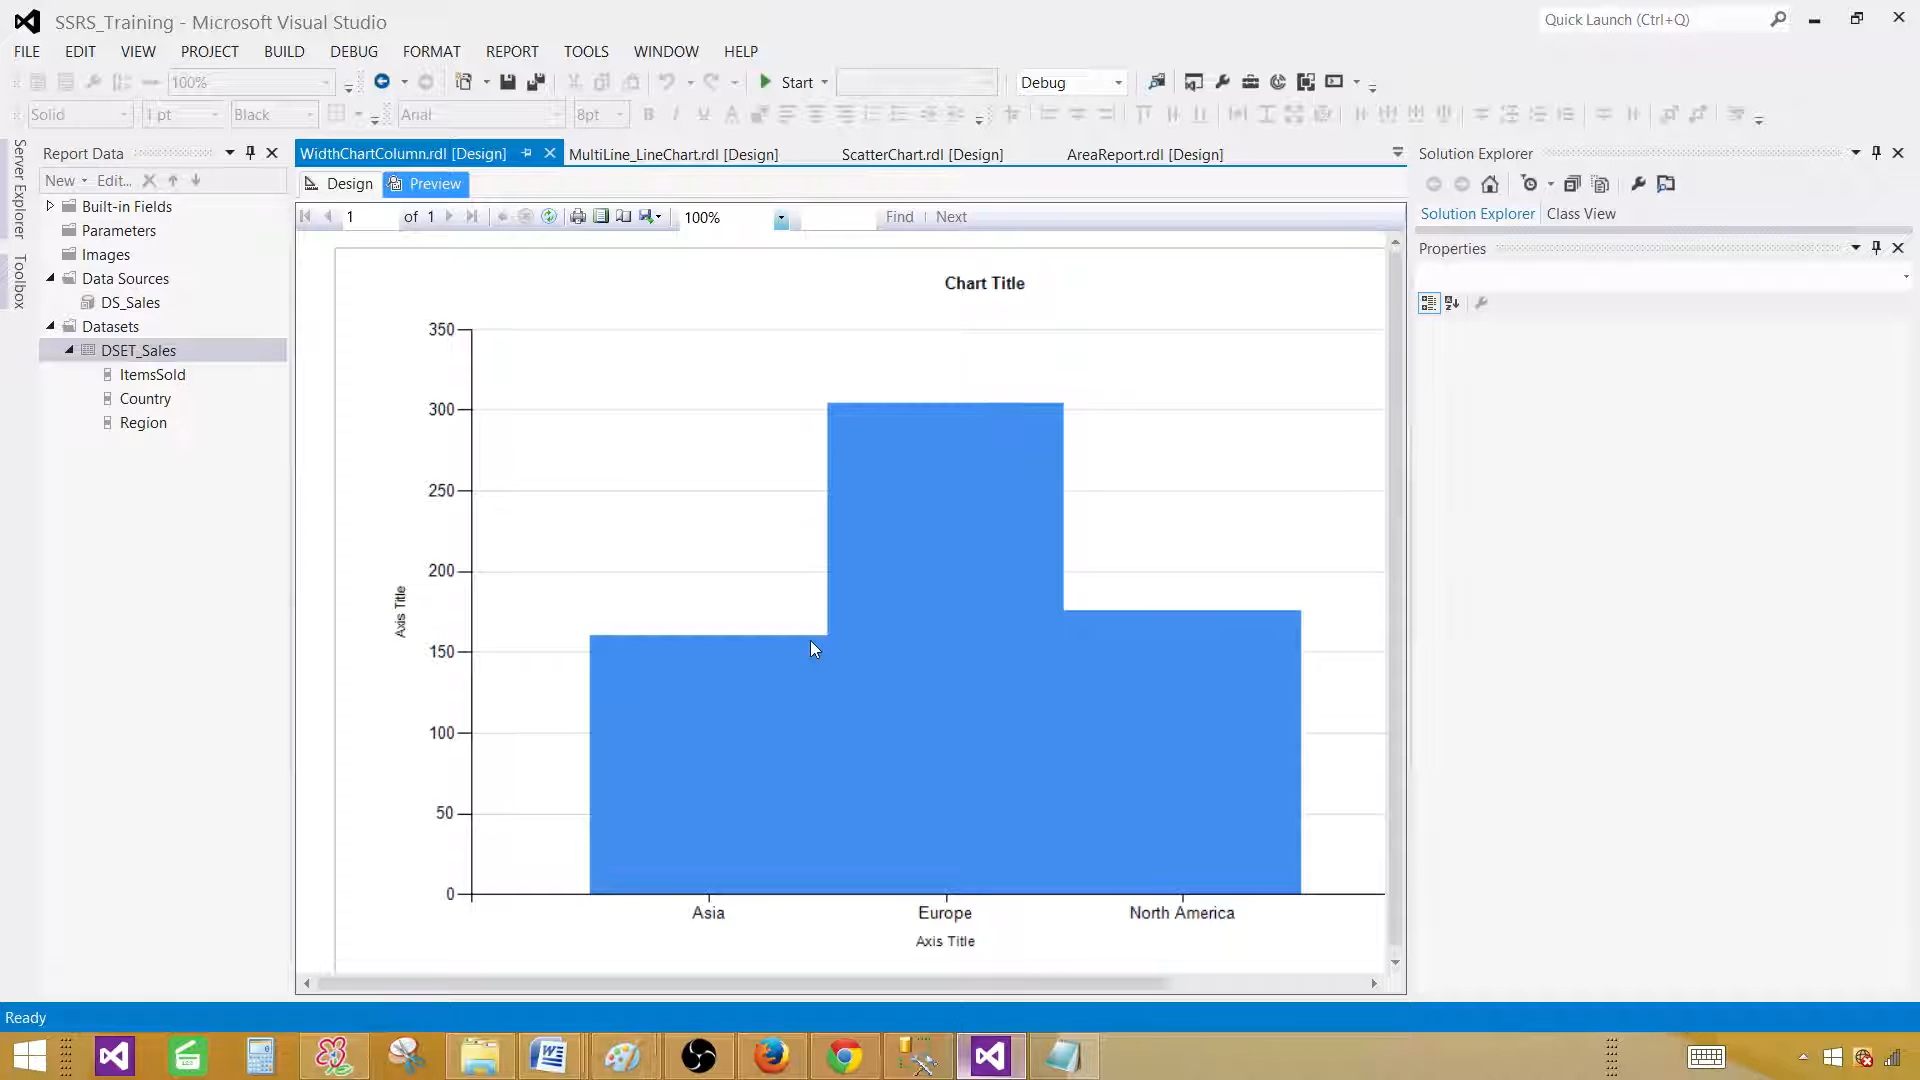 SSRS_Training - Microsoft Visual Studio
Quick Launch (Ctrl+Q)
FILE EDIT VIEW PROJECT BUILD DEBUG FORMAT REPORT TOOLS WINDOW HELP
100% Start Debug
Solid 1 pt Black Arial 8pt B I U A
Server Explorer
Toolbox
Report Data
New Edit...
Built-in Fields
Parameters
Images
Data Sources
DS_Sales
Datasets
DSET_Sales
ItemsSold
Country
Region
WidthChartColumn.rdl [Design] MultiLine_LineChart.rdl [Design] ScatterChart.rdl [Design] AreaReport.rdl [Design]
Design Preview
1 of 1 100% Find Next
Chart Title
350
300
250
200
150
100
50
0
Axis Title
Asia Europe North America
Axis Title
Solution Explorer
Solution Explorer Class View
Properties
Ready